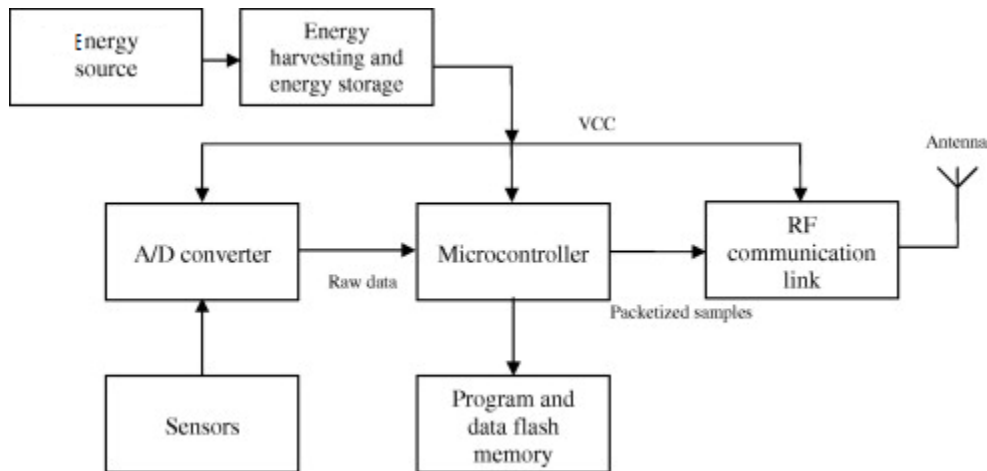 Energy
source
Energy
harvesting and
energy storage
VCC
Antenna
A/D converter
Raw data
Microcontroller
Packetized samples
RF
communication
link
Sensors
Program and
data flash
memory